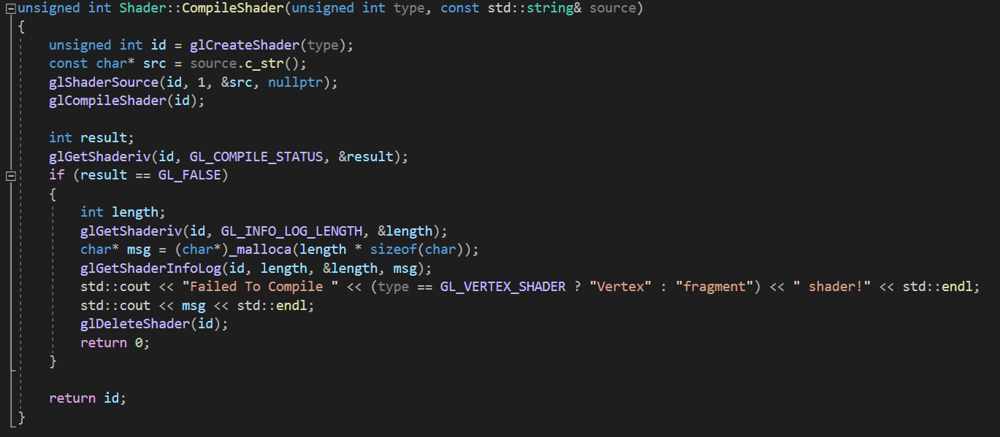 unsigned int Shader::CompileShader(unsigned int type, const std::string& source)
{
    unsigned int id = glCreateShader(type);
    const char* src = source.c_str();
    glShaderSource(id, 1, &src, nullptr);
    glCompileShader(id);

    int result;
    glGetShaderiv(id, GL_COMPILE_STATUS, &result);
    if (result == GL_FALSE)
    {
        int length;
        glGetShaderiv(id, GL_INFO_LOG_LENGTH, &length);
        char* msg = (char*)_malloca(length * sizeof(char));
        glGetShaderInfoLog(id, length, &length, msg);
        std::cout << "Failed To Compile " << (type == GL_VERTEX_SHADER ? "Vertex" : "fragment") << " shader!" << std::endl;
        std::cout << msg << std::endl;
        glDeleteShader(id);
        return 0;
    }

    return id;
}